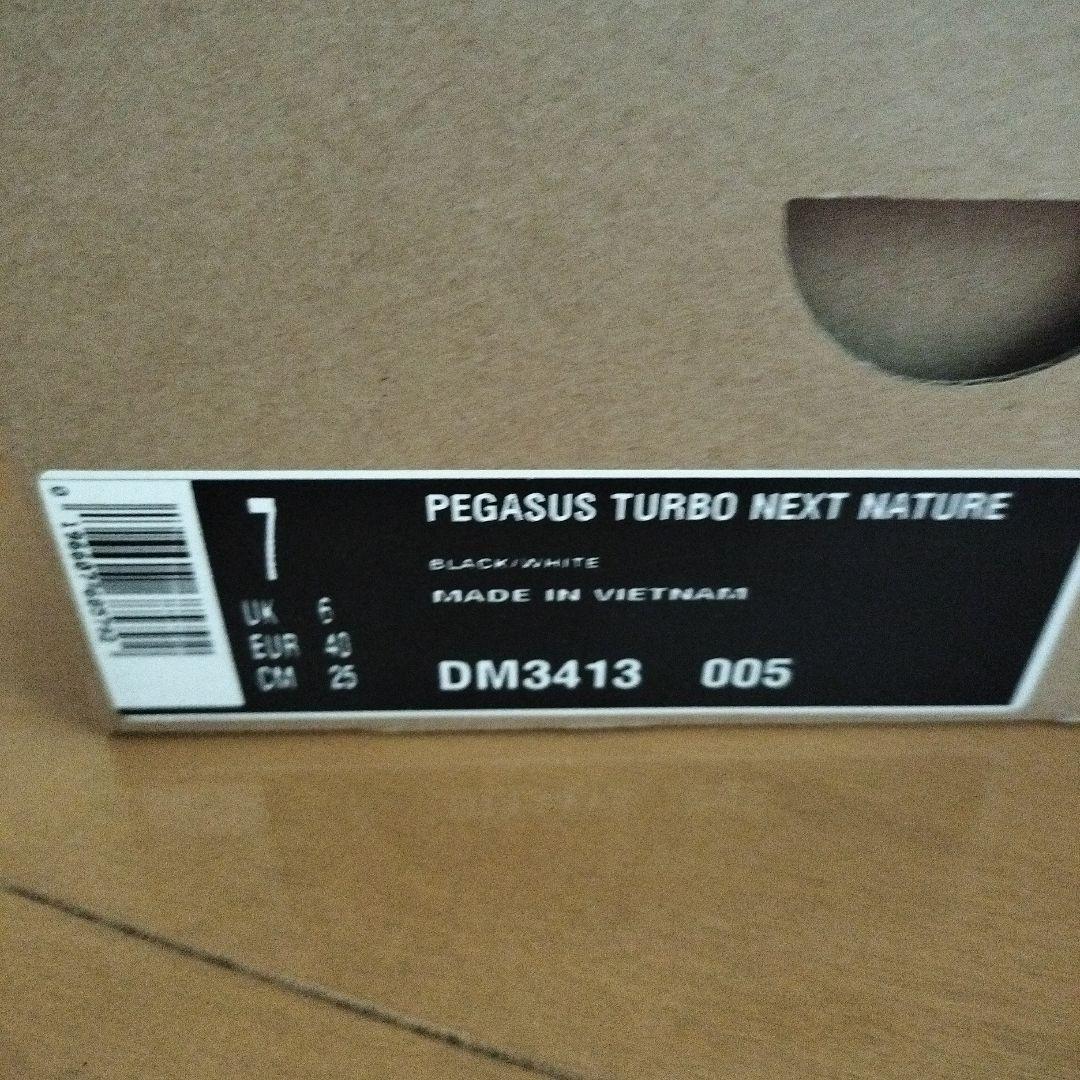 7
UK 6
EUR 40
CM 25
PEGASUS TURBO NEXT NATURE
BLACK/WHITE
MADE IN VIETNAM
DM3413 005